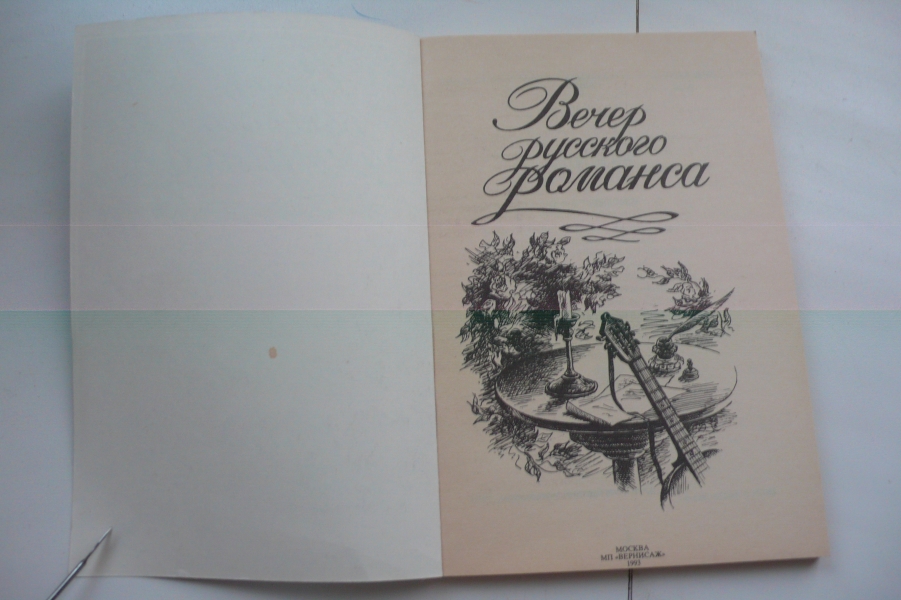 Вечер
русского
романса
МОСКВА
МП «ВЕРНИСАЖ»
1993